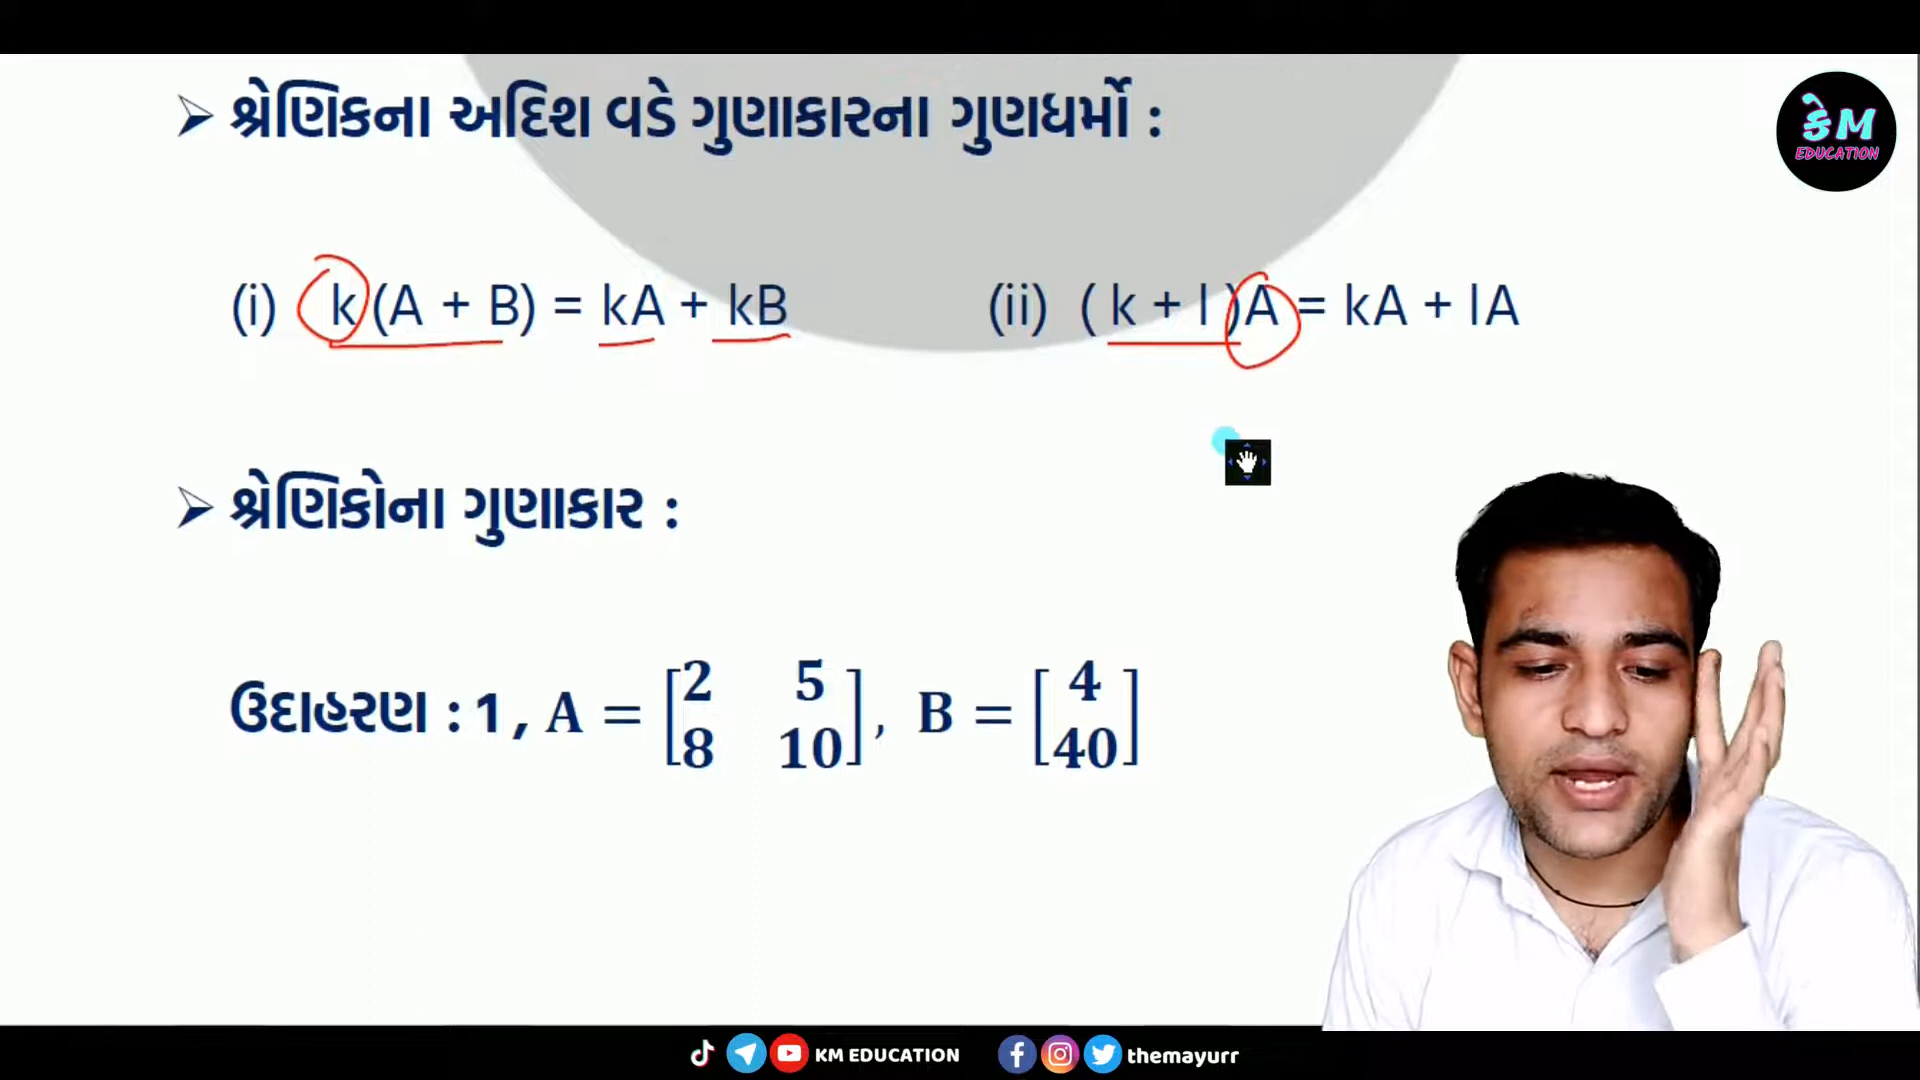 ➢ શ્રેણિકના અદિશ વડે ગુણાકારના ગુણધર્મો :
કેM
EDUCATION
(i) k (A + B) = kA + kB (ii) ( k + l )A = kA + lA
➢ શ્રેણિકોના ગુણાકાર :
ઉદાહરણ : 1 , A = [2 5 8 10], B = [4 40]
KM EDUCATION themayurr